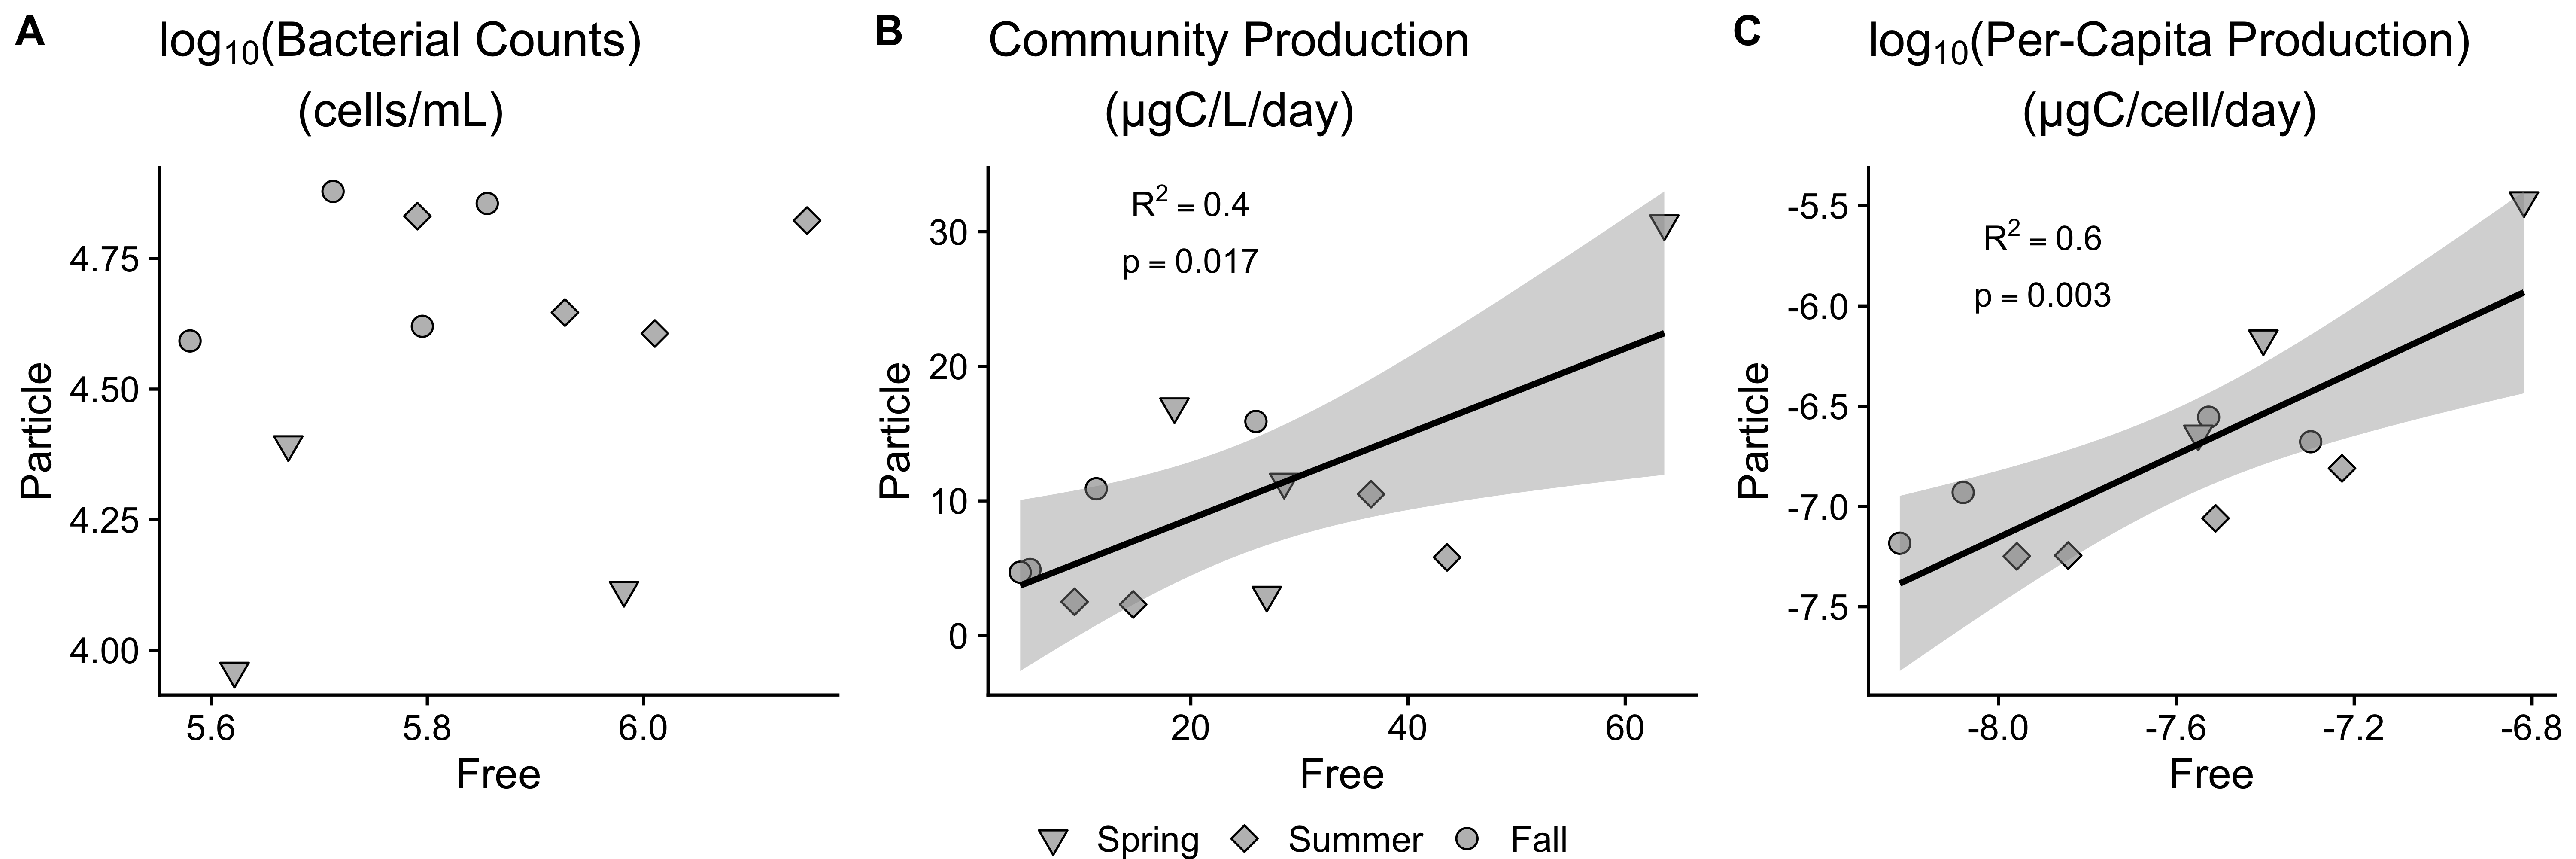 A
log₁₀(Bacterial Counts)
(cells/mL)
Particle
4.75
4.50
4.25
4.00
5.6 5.8 6.0
Free
B
Community Production
(µgC/L/day)
R² = 0.4
p = 0.017
Particle
30
20
10
0
20 40 60
Free
C
log₁₀(Per-Capita Production)
(µgC/cell/day)
R² = 0.6
p = 0.003
Particle
-5.5
-6.0
-6.5
-7.0
-7.5
-8.0 -7.6 -7.2 -6.8
Free
Spring Summer Fall